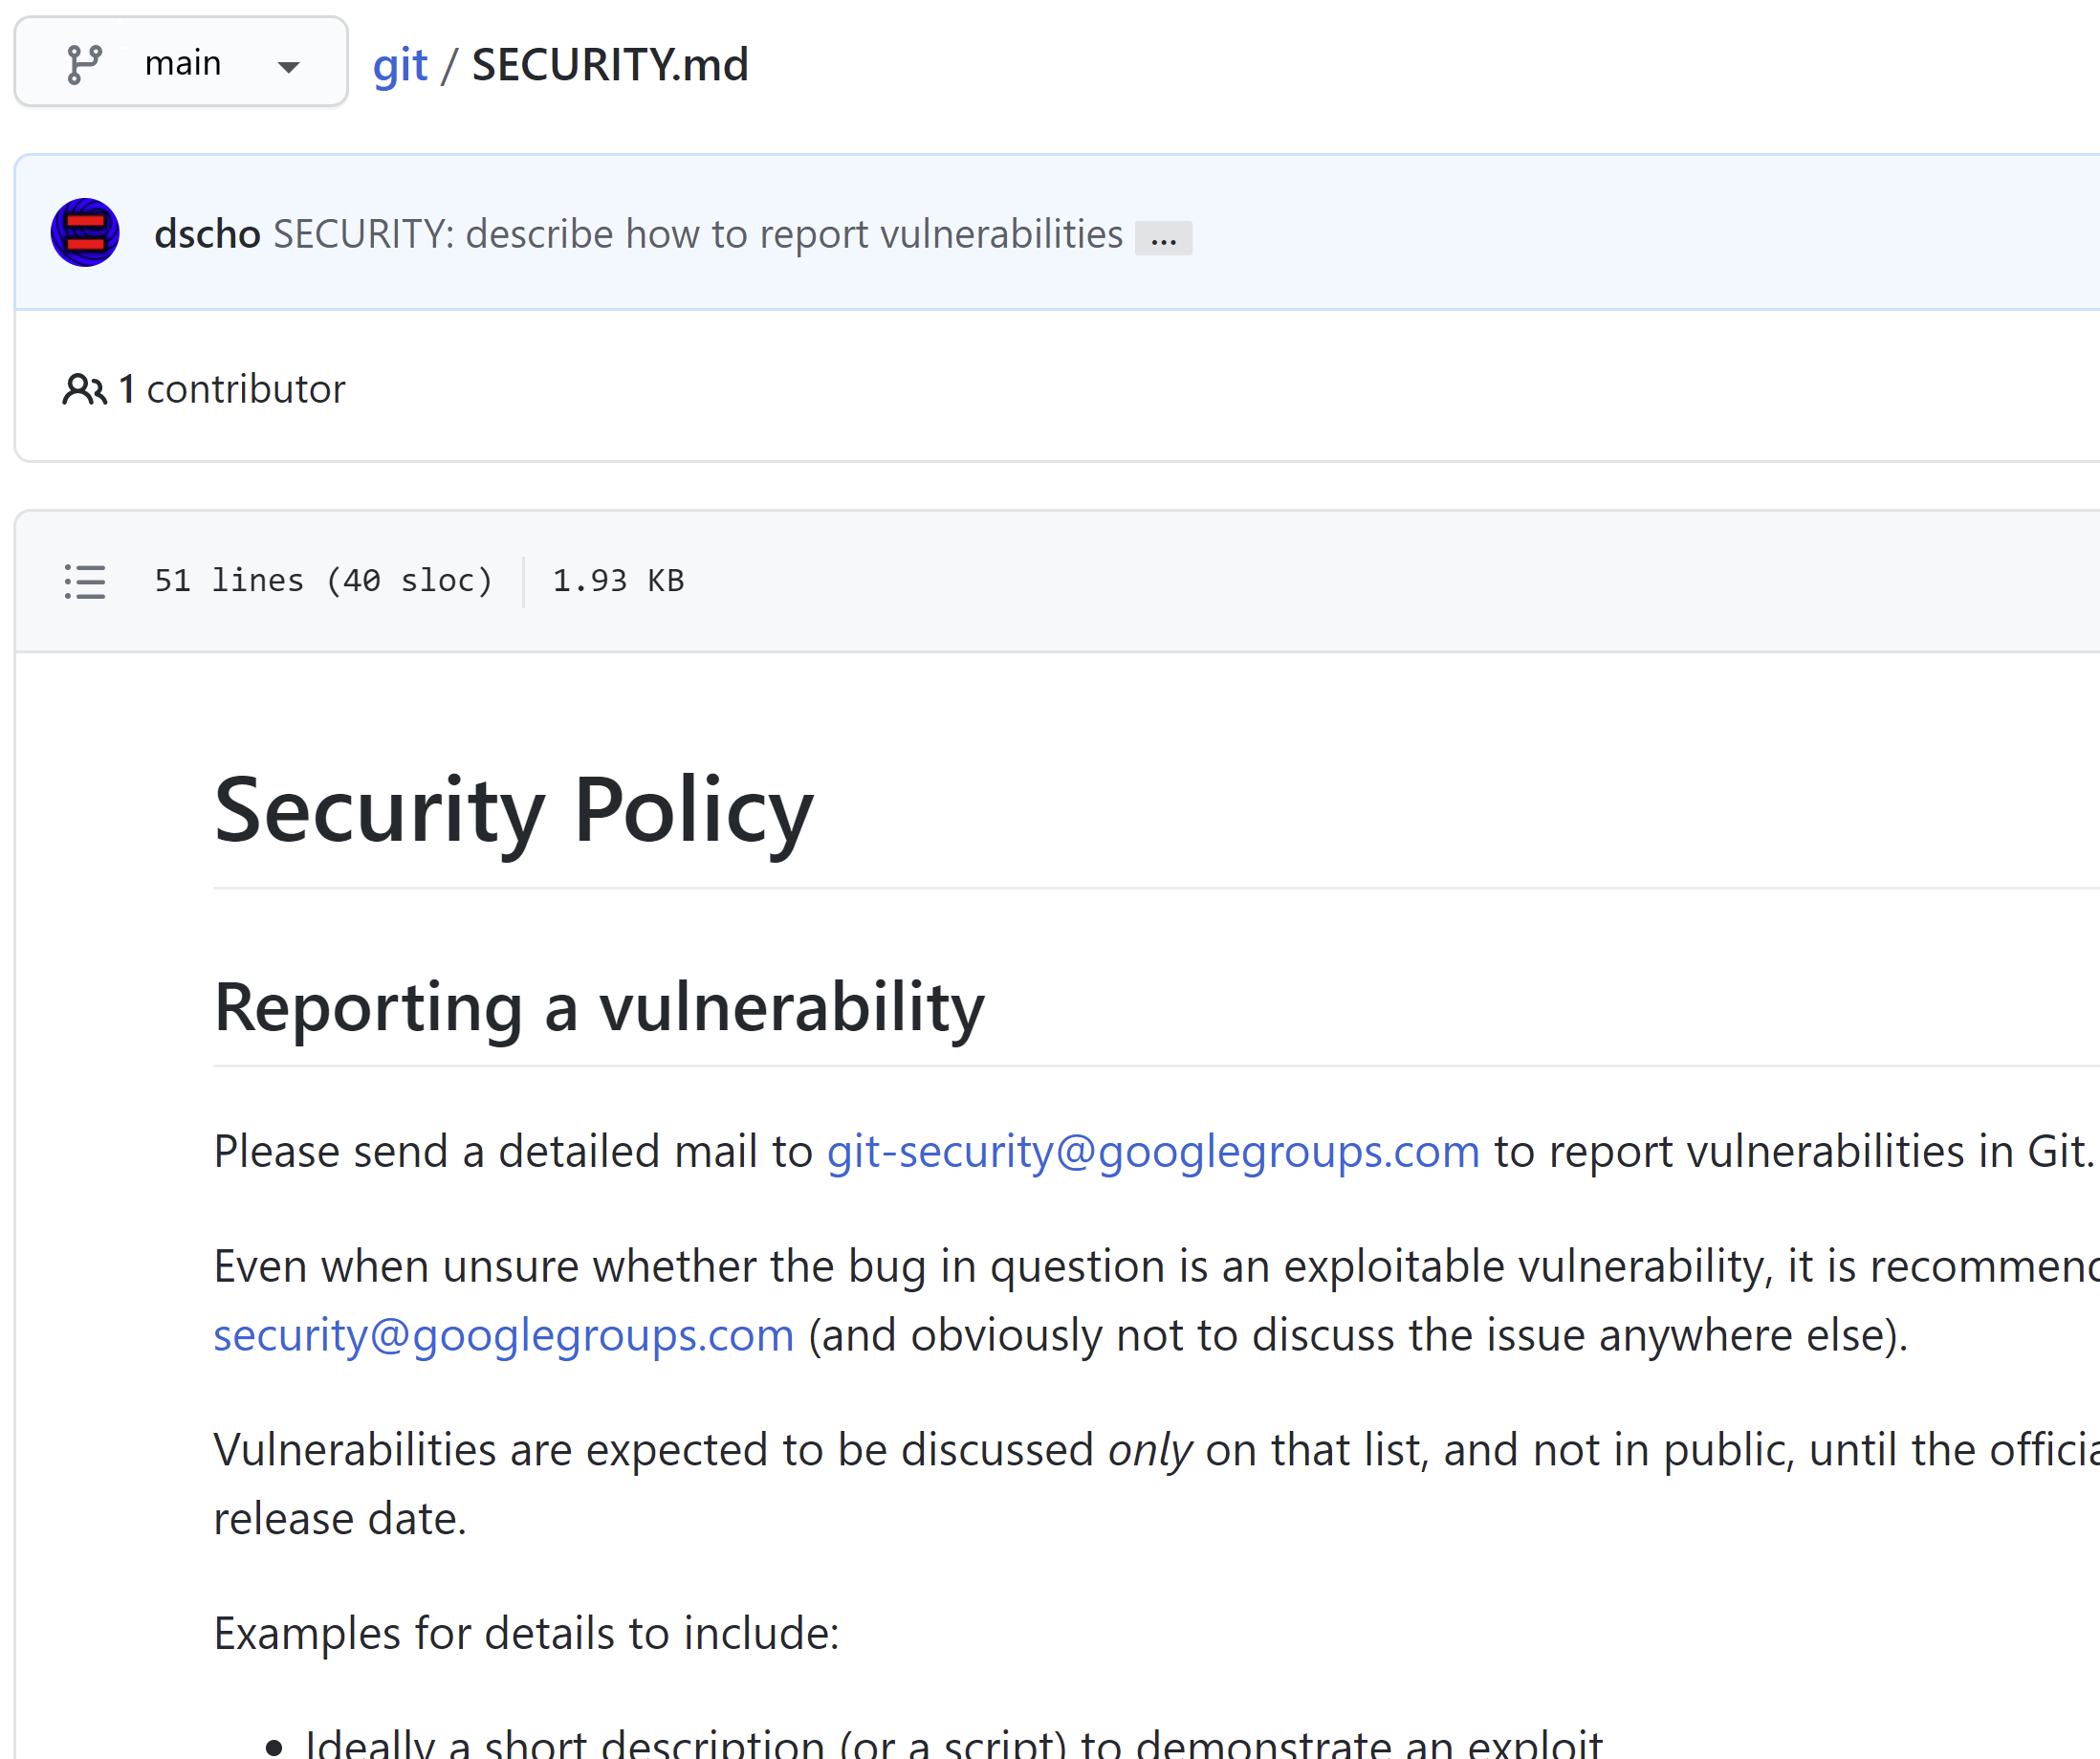 main
git / SECURITY.md
dscho SECURITY: describe how to report vulnerabilities ...
1 contributor
51 lines (40 sloc) 1.93 KB
Security Policy
Reporting a vulnerability
Please send a detailed mail to git-security@googlegroups.com to report vulnerabilities in Git.
Even when unsure whether the bug in question is an exploitable vulnerability, it is
security@googlegroups.com (and obviously not to discuss the issue anywhere else).
Vulnerabilities are expected to be discussed only on that list, and not in public, until the
release date.
Examples for details to include:
Ideally a short description (or a script) to demonstrate an exploit